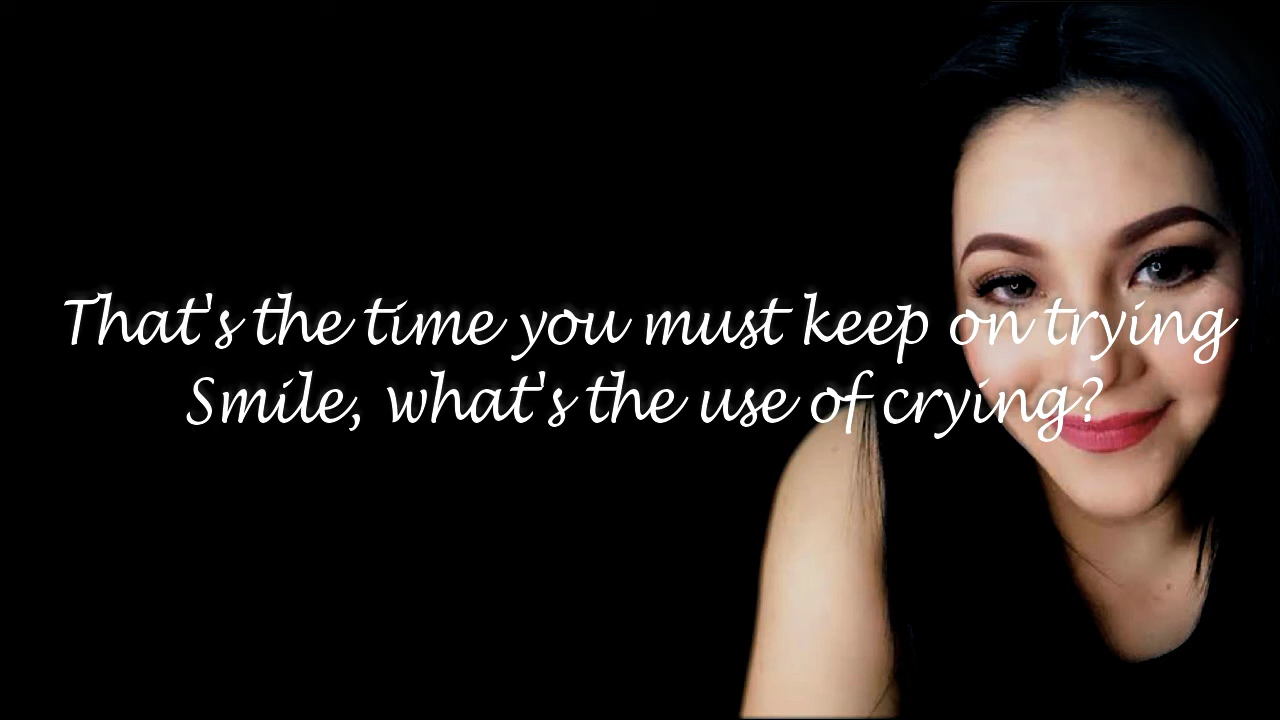 That's the time you must keep on trying
Smile, what's the use of crying?